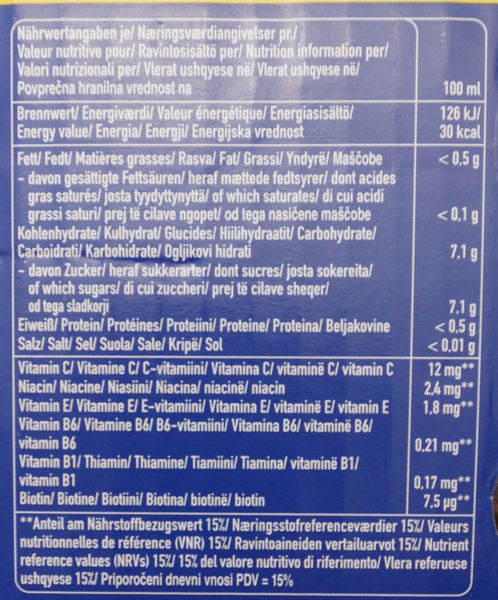 Nährwertangaben je/ Næringsværdiangivelser pr./
Valeur nutritive pour/ Ravintosisältö per/ Nutrition information per/
Valori nutrizionali per/ Vlerat ushqyese në/ Vlerat ushqyese në/
Povprečna hranilna vrednost na 100 ml
Brennwert/ Energiværdi/ Valeur énergétique/ Energiasisältö/ 126 kJ/
Energy value/ Energia/ Energji/ Energijska vrednost 30 kcal
Fett/ Fedt/ Matières grasses/ Rasva/ Fat/ Grassi/ Yndyrë/ Maščobe < 0,5 g
- davon gesättigte Fettsäuren/ heraf mættede fedtsyrer/ dont acides
gras saturés/ josta tyydyttynyttä/ of which saturates/ di cui acidi
grassi saturi/ prej të cilave ngopet/ od tega nasičene maščobe < 0,1 g
Kohlenhydrate/ Kulhydrat/ Glucides/ Hiilihydraatit/ Carbohydrate/
Carboidrati/ Karbohidrate/ Ogljikovi hidrati 7,1 g
- davon Zucker/ heraf sukkerarter/ dont sucres/ josta sokereita/
of which sugars/ di cui zuccheri/ prej të cilave sheqer/
od tega sladkorji 7,1 g
Eiweiß/ Protein/ Protéines/ Proteiini/ Proteine/ Proteina/ Beljakovine < 0,5 g
Salz/ Salt/ Sel/ Suola/ Sale/ Kripë/ Sol < 0,01 g
Vitamin C/ Vitamine C/ C-vitamiini/ Vitamina C/ vitaminë C/ vitamin C 12 mg**
Niacin/ Niacine/ Niasiini/ Niacina/ niacinë/ niacin 2,4 mg**
Vitamin E/ Vitamine E/ E-vitamiini/ Vitamina E/ vitaminë E/ vitamin E 1,8 mg**
Vitamin B6/ Vitamine B6/ B6-vitamiini/ Vitamina B6/ vitaminë B6/
vitamin B6 0,21 mg**
Vitamin B1/ Thiamin/ Thiamine/ Tiamiini/ Tiamina/ vitaminë B1/
vitamin B1 0,17 mg**
Biotin/ Biotine/ Biotiini/ Biotina/ biotinë/ biotin 7,5 µg**
**Anteil am Nährstoffbezugswert 15%/ Næringsstofreferenceværdier 15%/ Valeurs
nutritionnelles de référence (VNR) 15%/ Ravintoaineiden vertailuarvot 15%/ Nutrient
reference values (NRVs) 15%/ 15% del valore nutritivo di riferimento/ Vlera referuese
ushqyese 15%/ Priporočeni dnevni vnosi PDV = 15%